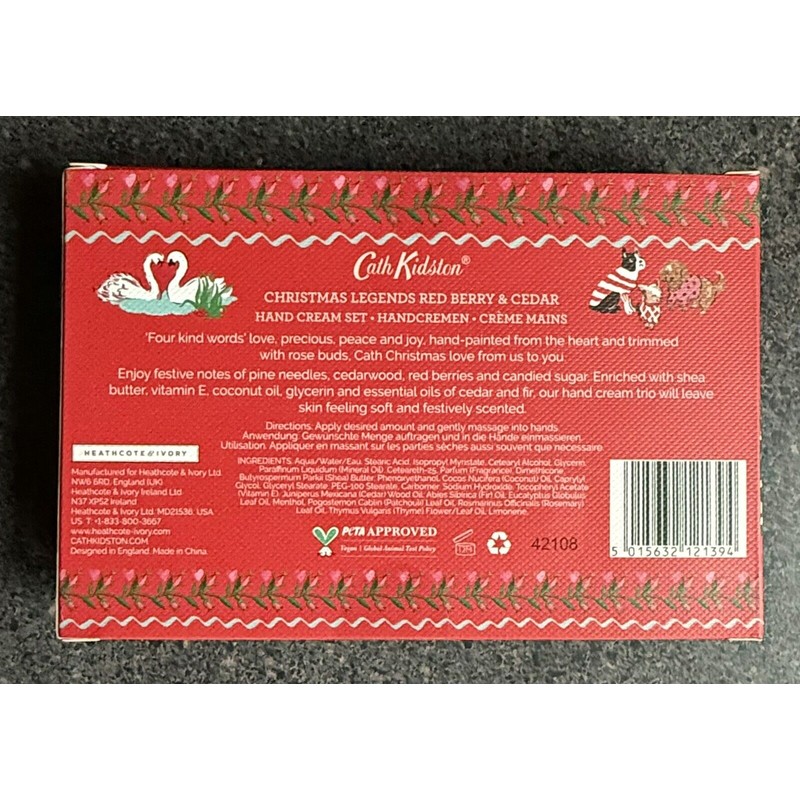 Cath Kidston®
CHRISTMAS LEGENDS RED BERRY & CEDAR
HAND CREAM SET • HANDCREMEN • CRÈME MAINS
'Four kind words' love, precious, peace and joy, hand-painted from the heart and trimmed
with rose buds, Cath Christmas love from us to you.
Enjoy festive notes of pine needles, cedarwood, red berries and candied sugar. Enriched with shea
butter, vitamin E, coconut oil, glycerin and essential oils of cedar and fir, our hand cream trio will leave
skin feeling soft and festively scented.
Directions. Apply desired amount and gently massage into hands.
Anwendung. Gewünschte Menge auftragen und in die Hände einmassieren.
Utilisation. Appliquer en massant sur les parties sèches aussi souvent que necessaire.
HEATHCOTE & IVORY
Manufactured for Heathcote & Ivory Ltd.
NW6 6RD, England (UK)
Heathcote & Ivory Ireland Ltd
N37 XP52 Ireland
Heathcote & Ivory Ltd. MD21536, USA
US T +1-833-800-3667
www.heathcote-ivory.com
CATHKIDSTON.COM
Designed in England. Made in China.
INGREDIENTS: Aqua/Water/Eau, Stearic Acid, Isopropyl Myristate, Cetearyl Alcohol, Glycerin,
Paraffinum Liquidum (Mineral Oil), Ceteareth-25, Parfum (Fragrance), Dimethicone,
Butyrospermum Parkii (Shea) Butter, Phenoxyethanol, Cocos Nucifera (Coconut) Oil, Caprylyl
Glycol, Glyceryl Stearate, PEG-100 Stearate, Carbomer, Sodium Hydroxide, Tocopheryl Acetate
(Vitamin E), Juniperus Mexicana (Cedar) Wood Oil, Abies Sibirica (Fir) Oil, Eucalyptus Globulus
Leaf Oil, Menthol, Pogostemon Cablin (Patchouli) Leaf Oil, Rosmarinus Officinalis (Rosemary)
Leaf Oil, Thymus Vulgaris (Thyme) Flower/Leaf Oil, Limonene.
PETA APPROVED
Vegan | Global Animal Test Policy
42108
5 015632 121394